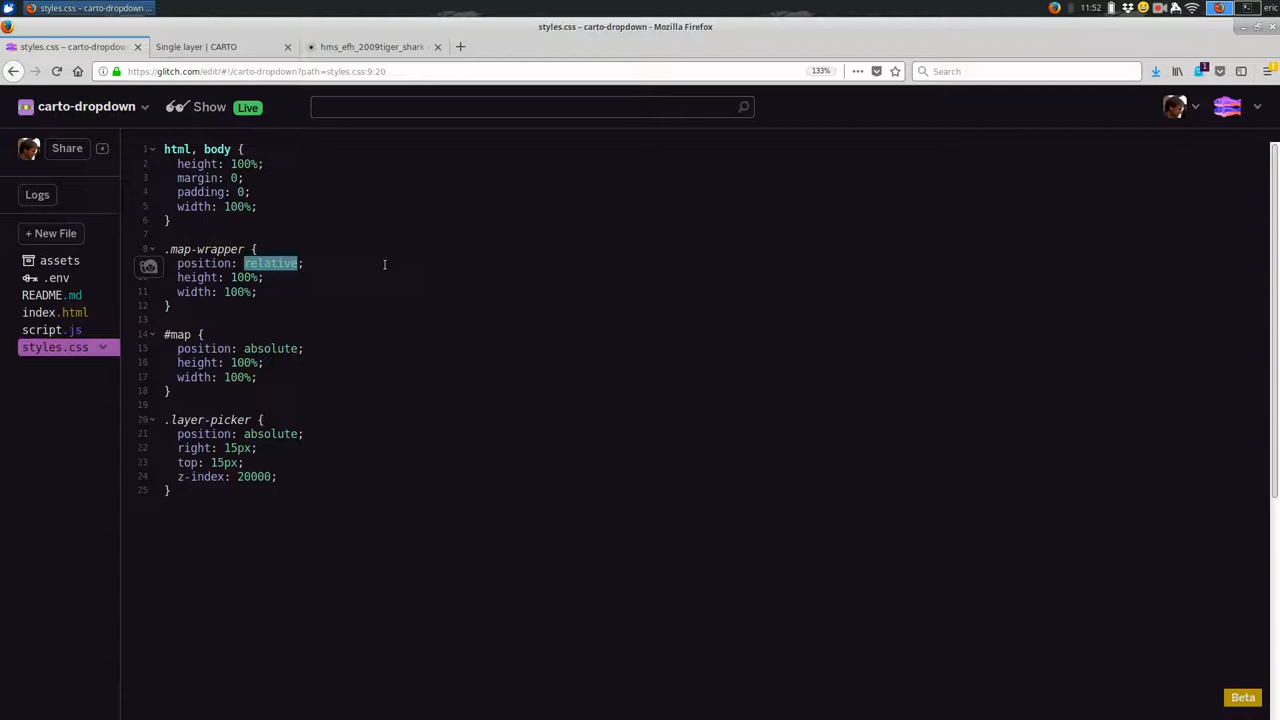 styles.css – carto-dropdown ...
11:52
eric
styles.css – carto-dropdown – Mozilla Firefox
styles.css – carto-dropdown
Single layer | CARTO
hms_efh_2009tiger_shark
https://glitch.com/edit/#!/carto-dropdown?path=styles.css:9:20
133%
Search
1
carto-dropdown
Show
Live
Share
Logs
+ New File
assets
.env
README.md
index.html
script.js
styles.css
1 html, body {
2 height: 100%;
3 margin: 0;
4 padding: 0;
5 width: 100%;
6 }
7
8 .map-wrapper {
position: relative;
height: 100%;
11 width: 100%;
12 }
13
14 #map {
15 position: absolute;
16 height: 100%;
17 width: 100%;
18 }
19
20 .layer-picker {
21 position: absolute;
22 right: 15px;
23 top: 15px;
24 z-index: 20000;
25 }
Beta